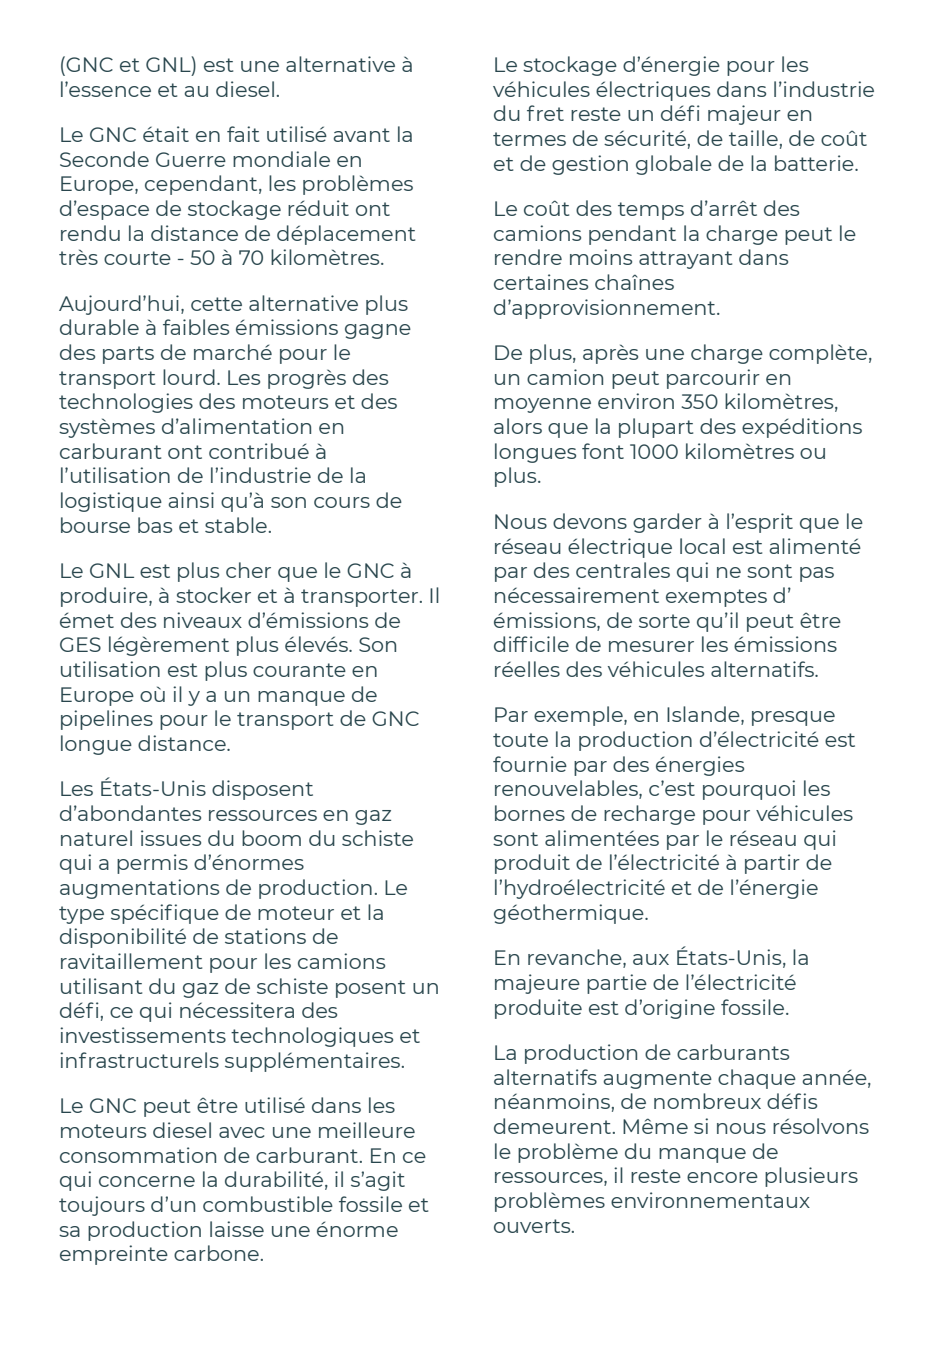 (GNC et GNL) est une alternative à
l’essence et au diesel.
Le GNC était en fait utilisé avant la
Seconde Guerre mondiale en
Europe, cependant, les problèmes
d’espace de stockage réduit ont
rendu la distance de déplacement
très courte - 50 à 70 kilomètres.
Aujourd’hui, cette alternative plus
durable à faibles émissions gagne
des parts de marché pour le
transport lourd. Les progrès des
technologies des moteurs et des
systèmes d’alimentation en
carburant ont contribué à
l’utilisation de l’industrie de la
logistique ainsi qu’à son cours de
bourse bas et stable.
Le GNL est plus cher que le GNC à
produire, à stocker et à transporter. Il
émet des niveaux d’émissions de
GES légèrement plus élevés. Son
utilisation est plus courante en
Europe où il y a un manque de
pipelines pour le transport de GNC
longue distance.
Les États-Unis disposent
d’abondantes ressources en gaz
naturel issues du boom du schiste
qui a permis d’énormes
augmentations de production. Le
type spécifique de moteur et la
disponibilité de stations de
ravitaillement pour les camions
utilisant du gaz de schiste posent un
défi, ce qui nécessitera des
investissements technologiques et
infrastructurels supplémentaires.
Le GNC peut être utilisé dans les
moteurs diesel avec une meilleure
consommation de carburant. En ce
qui concerne la durabilité, il s’agit
toujours d’un combustible fossile et
sa production laisse une énorme
empreinte carbone.
Le stockage d’énergie pour les
véhicules électriques dans l’industrie
du fret reste un défi majeur en
termes de sécurité, de taille, de coût
et de gestion globale de la batterie.
Le coût des temps d’arrêt des
camions pendant la charge peut le
rendre moins attrayant dans
certaines chaînes
d’approvisionnement.
De plus, après une charge complète,
un camion peut parcourir en
moyenne environ 350 kilomètres,
alors que la plupart des expéditions
longues font 1000 kilomètres ou
plus.
Nous devons garder à l’esprit que le
réseau électrique local est alimenté
par des centrales qui ne sont pas
nécessairement exemptes d’
émissions, de sorte qu’il peut être
difficile de mesurer les émissions
réelles des véhicules alternatifs.
Par exemple, en Islande, presque
toute la production d’électricité est
fournie par des énergies
renouvelables, c’est pourquoi les
bornes de recharge pour véhicules
sont alimentées par le réseau qui
produit de l’électricité à partir de
l’hydroélectricité et de l’énergie
géothermique.
En revanche, aux États-Unis, la
majeure partie de l’électricité
produite est d’origine fossile.
La production de carburants
alternatifs augmente chaque année,
néanmoins, de nombreux défis
demeurent. Même si nous résolvons
le problème du manque de
ressources, il reste encore plusieurs
problèmes environnementaux
ouverts.